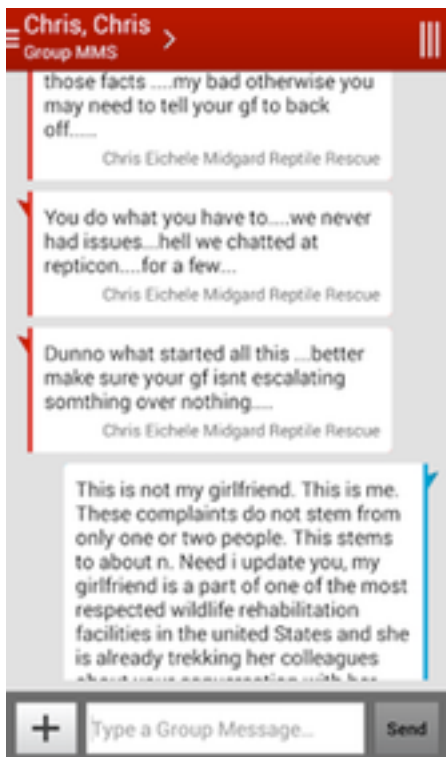 Chris, Chris >
Group MMS
those facts ....my bad otherwise you
may need to tell your gf to back
off......
Chris Eichele Midgard Reptile Rescue
You do what you have to....we never
had issues...hell we chatted at
repticon....for a few...
Chris Eichele Midgard Reptile Rescue
Dunno what started all this ....better
make sure your gf isnt escalating
somthing over nothing....
Chris Eichele Midgard Reptile Rescue
This is not my girlfriend. This is me.
These complaints do not stem from
only one or two people. This stems
to about n. Need i update you, my
girlfriend is a part of one of the most
respected wildlife rehabilitation
facilities in the united States and she
is already trekking her colleagues
about your conversation with her
Type a Group Message...
Send